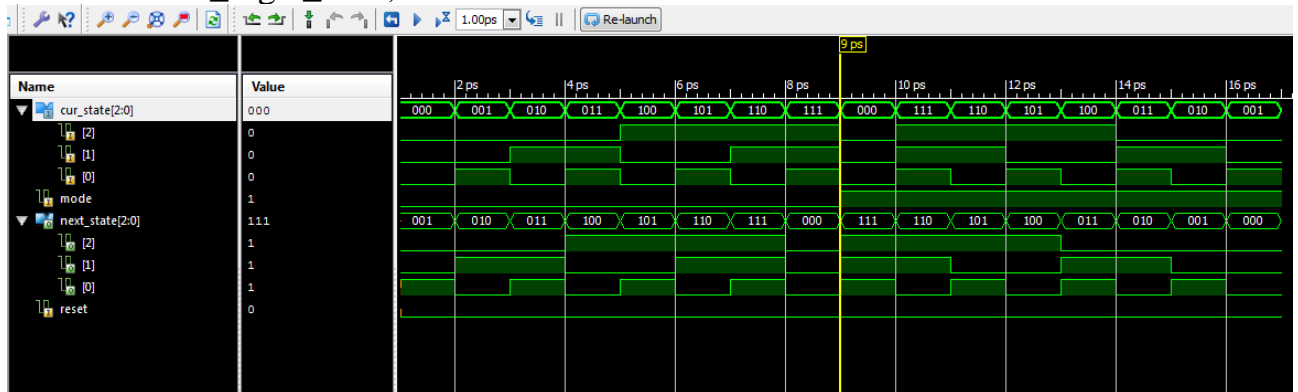 1.00ps Re-launch
9 ps
Name Value 2 ps 4 ps 6 ps 8 ps 10 ps 12 ps 14 ps 16 ps
cur_state[2:0] 000 000 001 010 011 100 101 110 111 000 111 110 101 100 011 010 001
[2] 0
[1] 0
[0] 0
mode 1
next_state[2:0] 111 001 010 011 100 101 110 111 000 111 110 101 100 011 010 001 000
[2] 1
[1] 1
[0] 1
reset 0